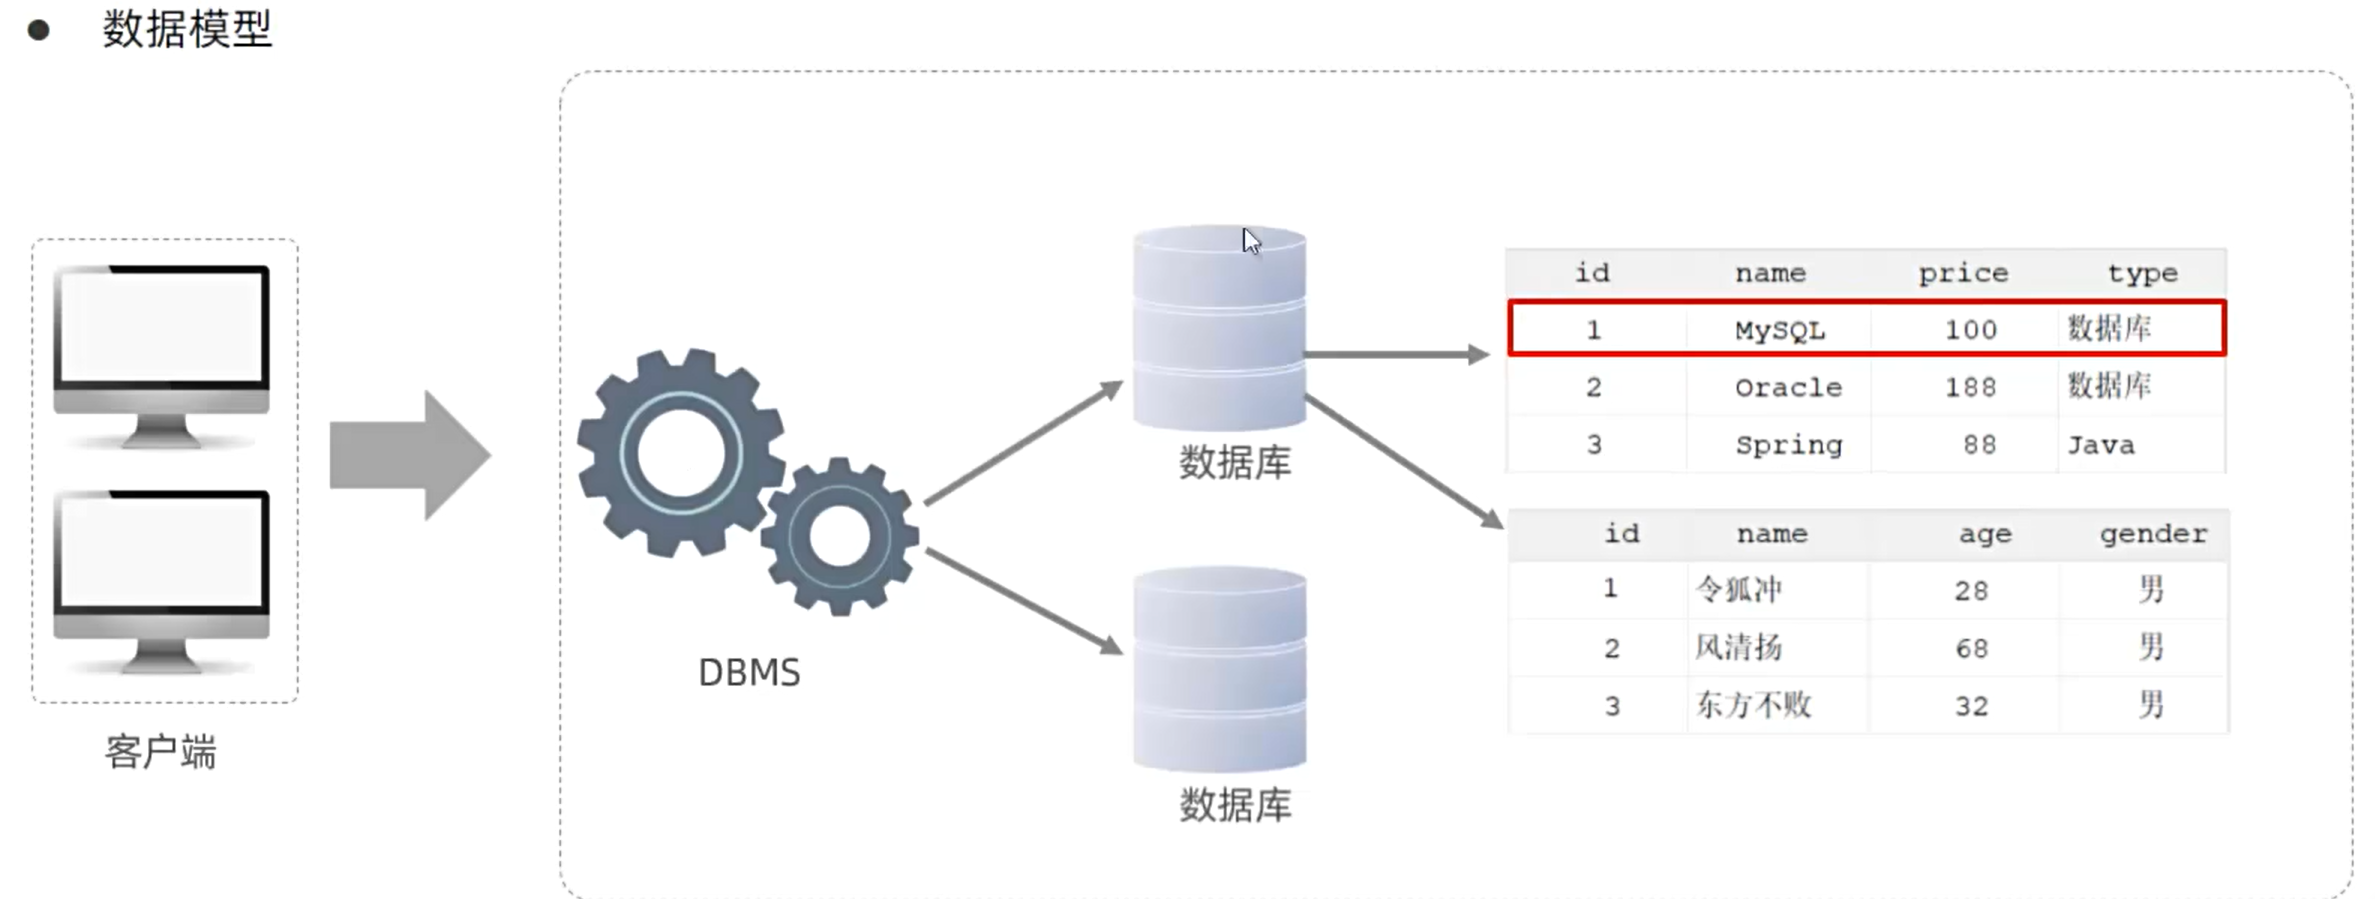 数据模型
客户端
DBMS
数据库
数据库
id name price type
1 MySQL 100 数据库
2 Oracle 188 数据库
3 Spring 88 Java
id name age gender
1 令狐冲 28 男
2 风清扬 68 男
3 东方不败 32 男